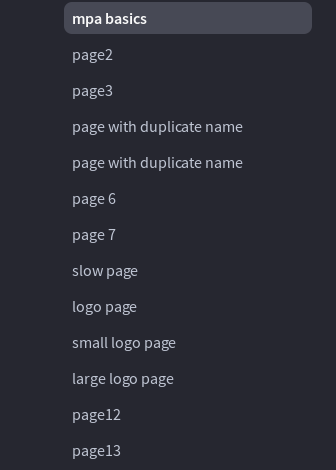 mpa basics
page2
page3
page with duplicate name
page with duplicate name
page 6
page 7
slow page
logo page
small logo page
large logo page
page12
page13